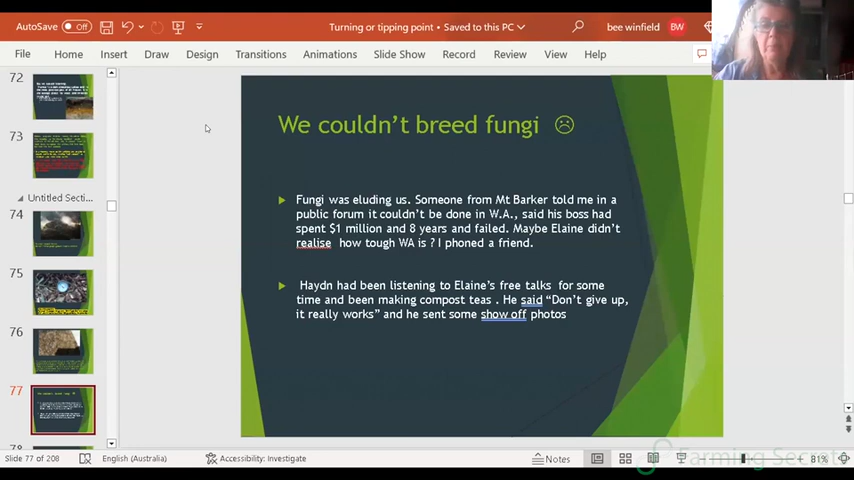 AutoSave
Off
Turning or tipping point • Saved to this PC
bee winfield
BW
File
Home
Insert
Draw
Design
Transitions
Animations
Slide Show
Record
Review
View
Help
72
73
Untitled Secti...
74
75
76
77
78
We couldn't breed fungi ☹
Fungi was eluding us. Someone from Mt Barker told me in a
public forum it couldn't be done in W.A., said his boss had
spent $1 million and 8 years and failed. Maybe Elaine didn't
realise how tough WA is ? I phoned a friend.
Haydn had been listening to Elaine's free talks for some
time and been making compost teas . He said “Don't give up,
it really works” and he sent some show off photos
Slide 77 of 208
English (Australia)
Accessibility: Investigate
Notes
81%
Farming Secrets